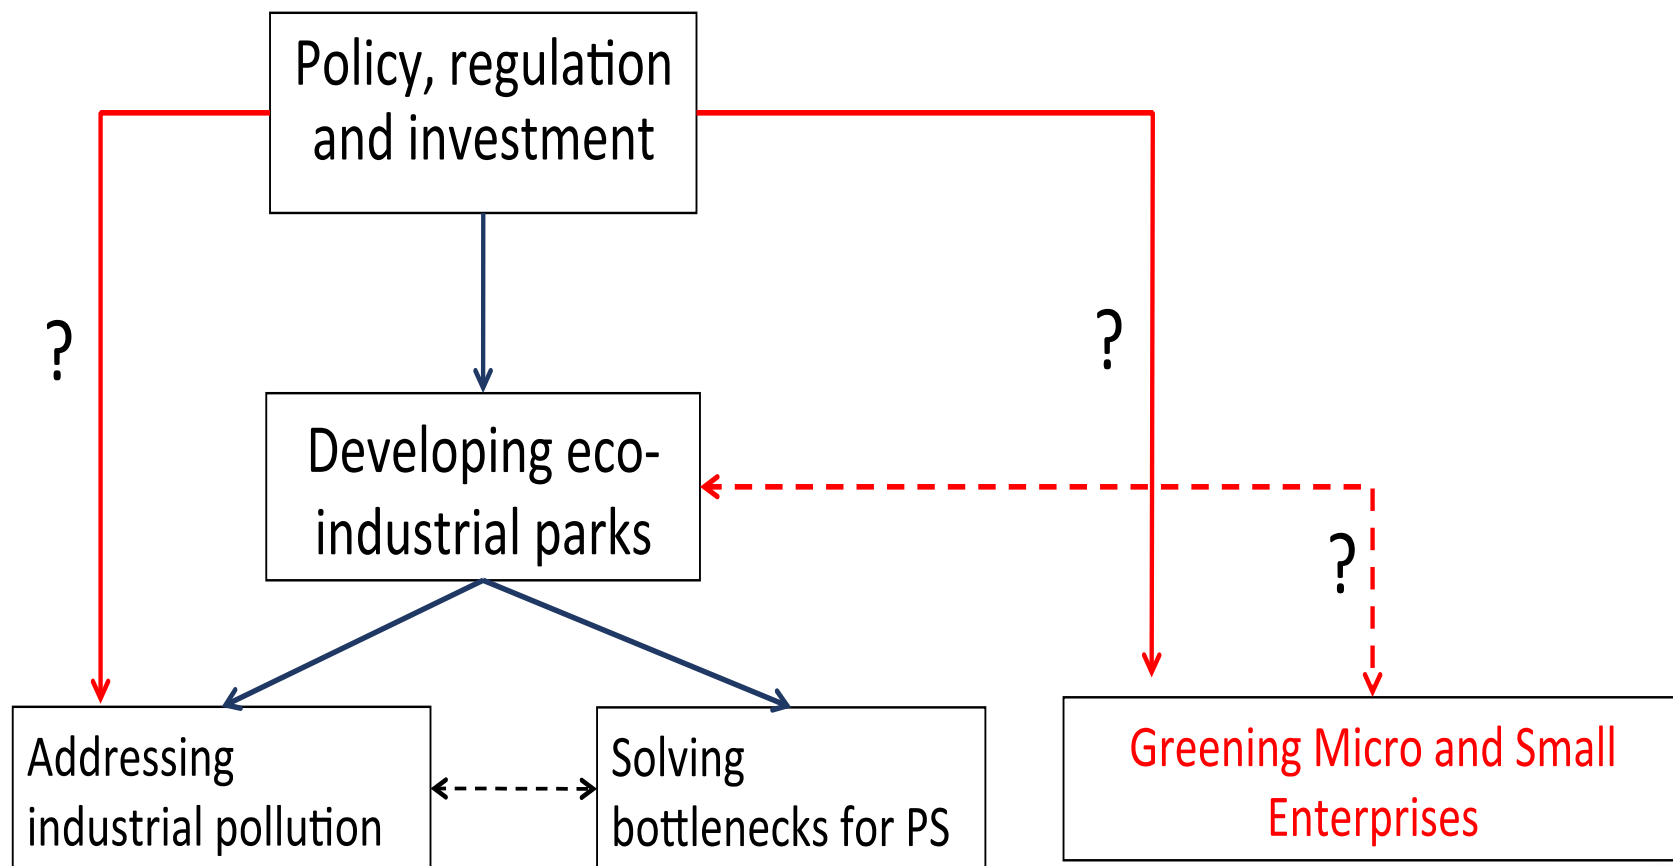 Policy, regulation
and investment
?
?
Developing eco-
industrial parks
?
Addressing
industrial pollution
Solving
bottlenecks for PS
Greening Micro and Small
Enterprises